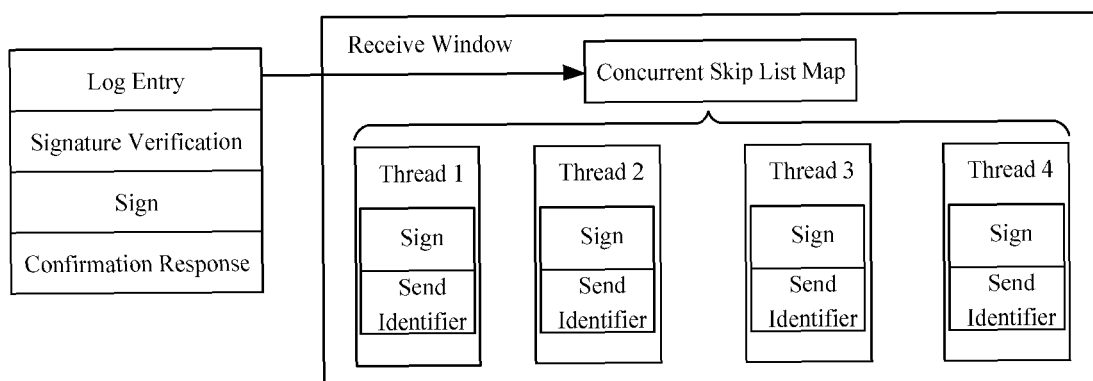 Log Entry
Signature Verification
Sign
Confirmation Response
Receive Window
Concurrent Skip List Map
Thread 1
Sign
Send
Identifier
Thread 2
Sign
Send
Identifier
Thread 3
Sign
Send
Identifier
Thread 4
Sign
Send
Identifier